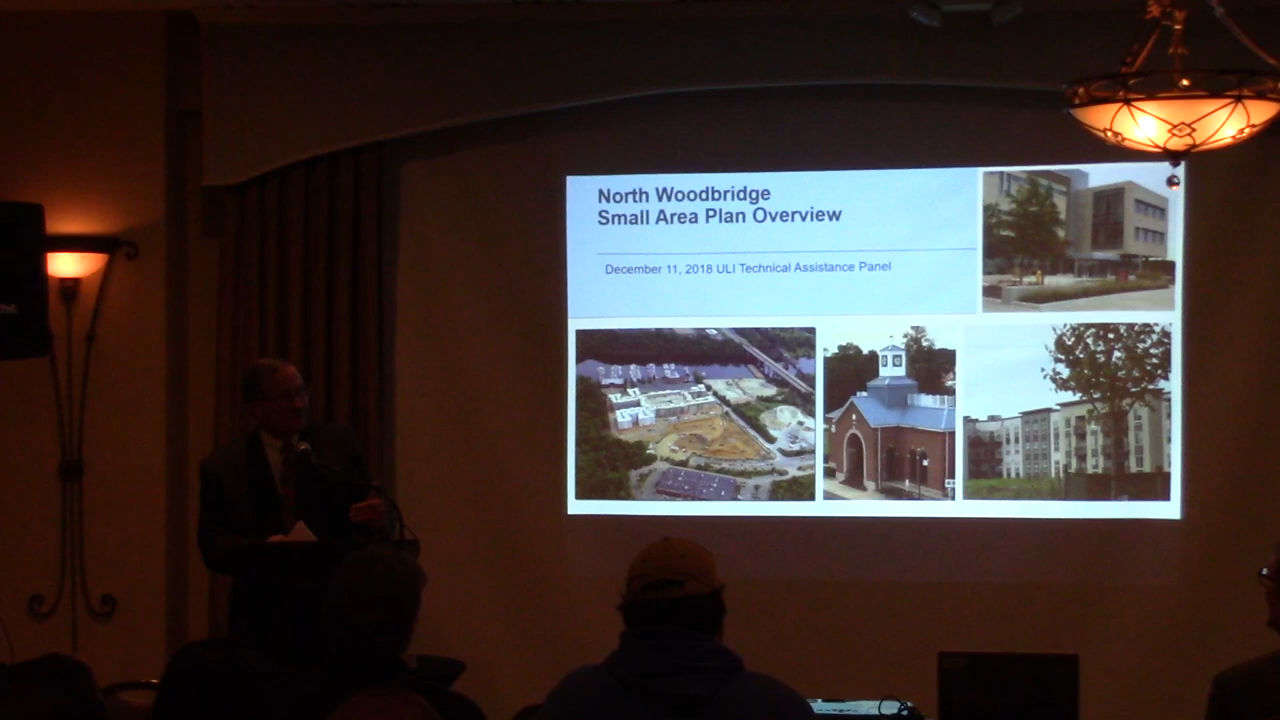 North Woodbridge
Small Area Plan Overview
December 11, 2018 ULI Technical Assistance Panel